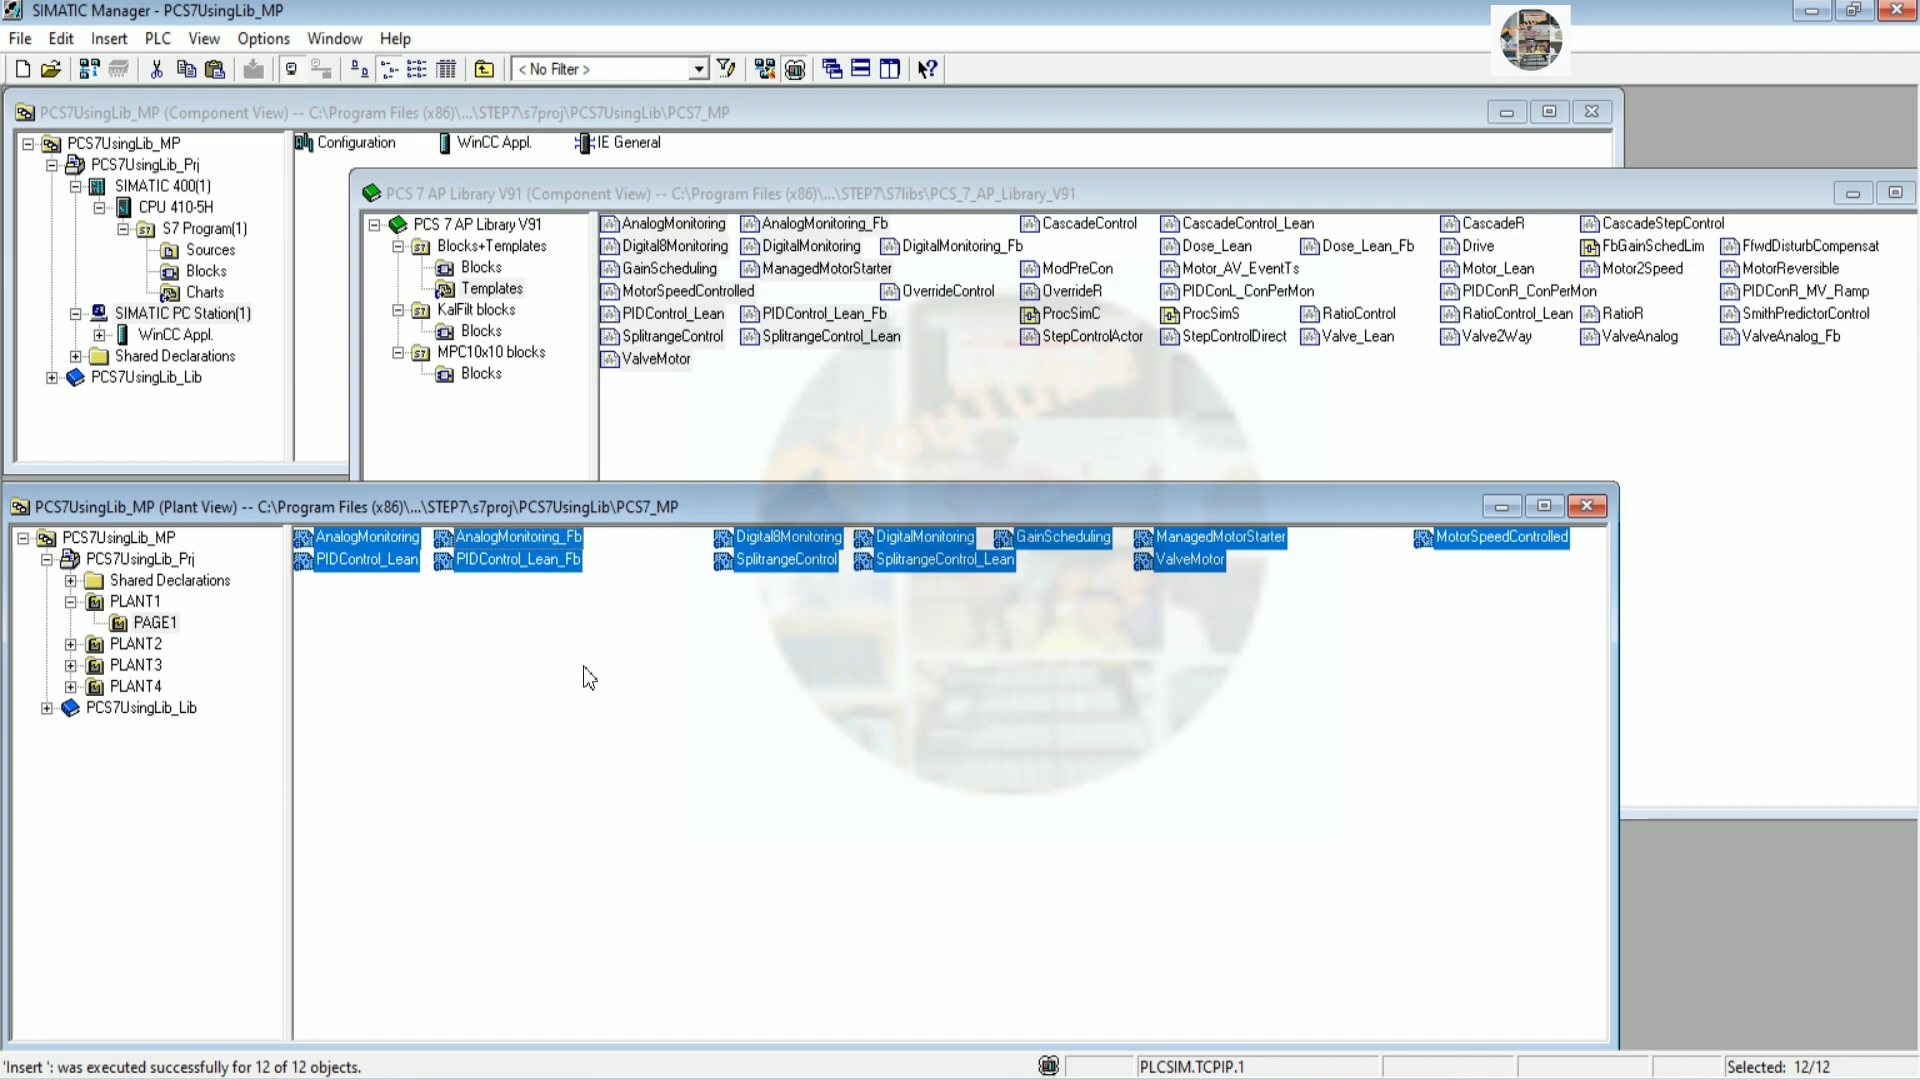 SIMATIC Manager - PCS7UsingLib_MP
File Edit Insert PLC View Options Window Help
< No Filter >
PCS7UsingLib_MP (Component View) -- C:\Program Files (x86)\...\STEP7\s7proj\PCS7UsingLib\PCS7_MP
PCS7UsingLib_MP
PCS7UsingLib_Prj
SIMATIC 400(1)
CPU 410-5H
S7 Program(1)
Sources
Blocks
Charts
SIMATIC PC Station(1)
WinCC Appl.
Shared Declarations
PCS7UsingLib_Lib
Configuration WinCC Appl. IE General
PCS 7 AP Library V91 (Component View) -- C:\Program Files (x86)\...\STEP7\S7libs\PCS_7_AP_Library_V91
PCS 7 AP Library V91
Blocks+Templates
Blocks
Templates
KalFilt blocks
Blocks
MPC10x10 blocks
Blocks
AnalogMonitoring AnalogMonitoring_Fb CascadeControl CascadeControl_Lean CascadeR CascadeStepControl
Digital8Monitoring DigitalMonitoring DigitalMonitoring_Fb Dose_Lean Dose_Lean_Fb Drive FbGainSchedLim FfwdDisturbCompensat
GainScheduling ManagedMotorStarter ModPreCon Motor_AV_EventTs Motor_Lean Motor2Speed MotorReversible
MotorSpeedControlled OverrideControl OverrideR PIDConL_ConPerMon PIDConR_ConPerMon PIDConR_MV_Ramp
PIDControl_Lean PIDControl_Lean_Fb ProcSimC ProcSimS RatioControl RatioControl_Lean RatioR SmithPredictorControl
SplitrangeControl SplitrangeControl_Lean StepControlActor StepControlDirect Valve_Lean Valve2Way ValveAnalog ValveAnalog_Fb
ValveMotor
PCS7UsingLib_MP (Plant View) -- C:\Program Files (x86)\...\STEP7\s7proj\PCS7UsingLib\PCS7_MP
PCS7UsingLib_MP
PCS7UsingLib_Prj
Shared Declarations
PLANT1
PAGE1
PLANT2
PLANT3
PLANT4
PCS7UsingLib_Lib
AnalogMonitoring AnalogMonitoring_Fb Digital8Monitoring DigitalMonitoring GainScheduling ManagedMotorStarter MotorSpeedControlled
PIDControl_Lean PIDControl_Lean_Fb SplitrangeControl SplitrangeControl_Lean ValveMotor
'Insert ': was executed successfully for 12 of 12 objects.
PLCSIM.TCPIP.1
Selected: 12/12